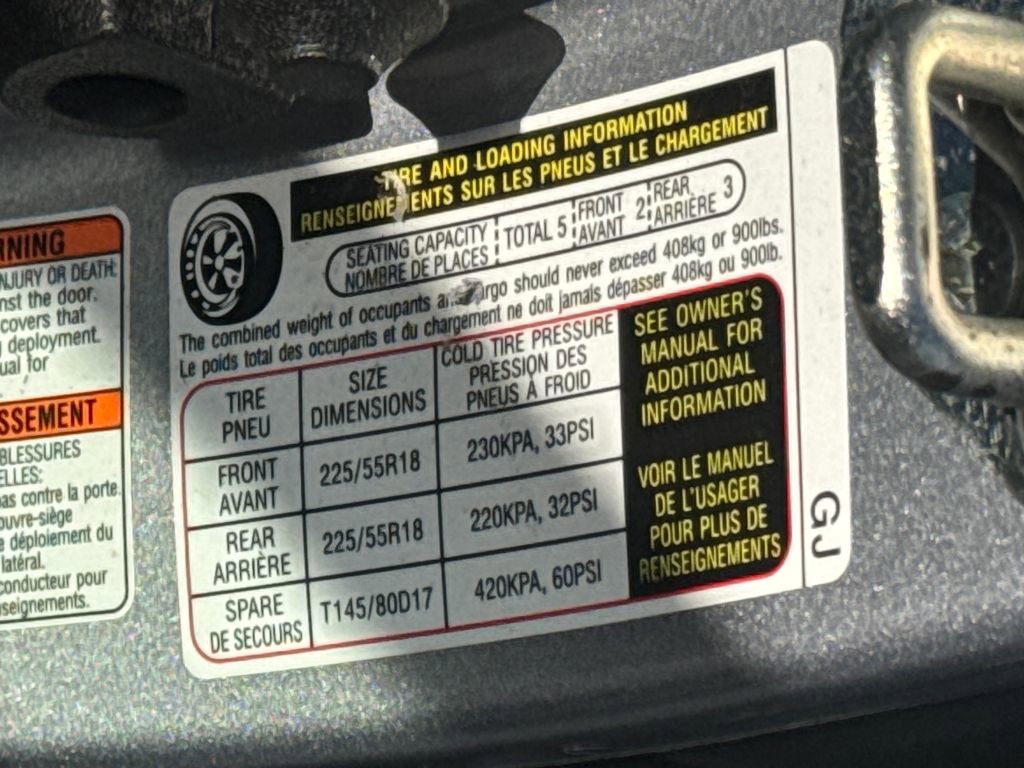 RNING
NJURY OR DEATH:
nst the door.
covers that
deployment.
ual for
SSEMENT
BLESSURES
ELLES:
pas contre la porte.
ouvre-siège
e déploiement du
latéral.
conducteur pour
seignements.
TIRE AND LOADING INFORMATION
RENSEIGNEMENTS SUR LES PNEUS ET LE CHARGEMENT
SEATING CAPACITY
NOMBRE DE PLACES
TOTAL 5
FRONT
AVANT 2
REAR
ARRIÈRE 3
The combined weight of occupants and cargo should never exceed 408kg or 900lbs.
Le poids total des occupants et du chargement ne doit jamais dépasser 408kg ou 900lb.
TIRE
PNEU
SIZE
DIMENSIONS
COLD TIRE PRESSURE
PRESSION DES
PNEUS À FROID
FRONT
AVANT
225/55R18
230KPA, 33PSI
REAR
ARRIÈRE
225/55R18
220KPA, 32PSI
SPARE
DE SECOURS
T145/80D17
420KPA, 60PSI
SEE OWNER'S
MANUAL FOR
ADDITIONAL
INFORMATION
VOIR LE MANUEL
DE L'USAGER
POUR PLUS DE
RENSEIGNEMENTS
GJ